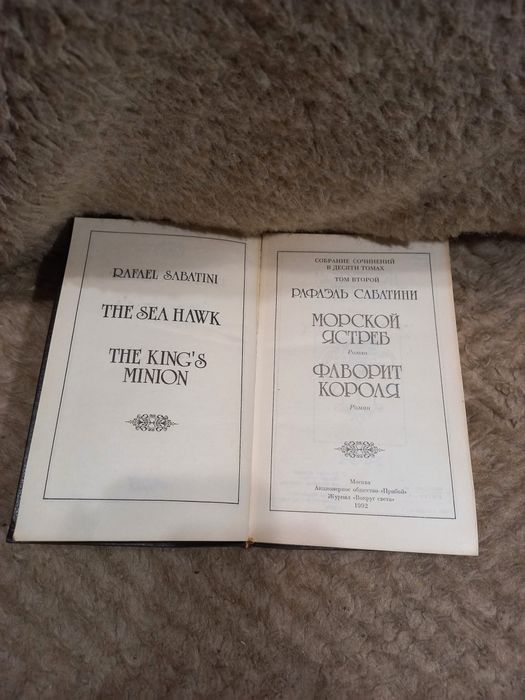 RAFAEL SABATINI
THE SEA HAWK
THE KING'S
MINION
СОБРАНИЕ СОЧИНЕНИЙ
В ДЕСЯТИ ТОМАХ
ТОМ ВТОРОЙ
РАФАЭЛЬ САБАТИНИ
МОРСКОЙ
ЯСТРЕБ
Роман
ФАВОРИТ
КОРОЛЯ
Роман
Москва
Акционерное общество «Прибой»
Журнал «Вокруг света»
1992